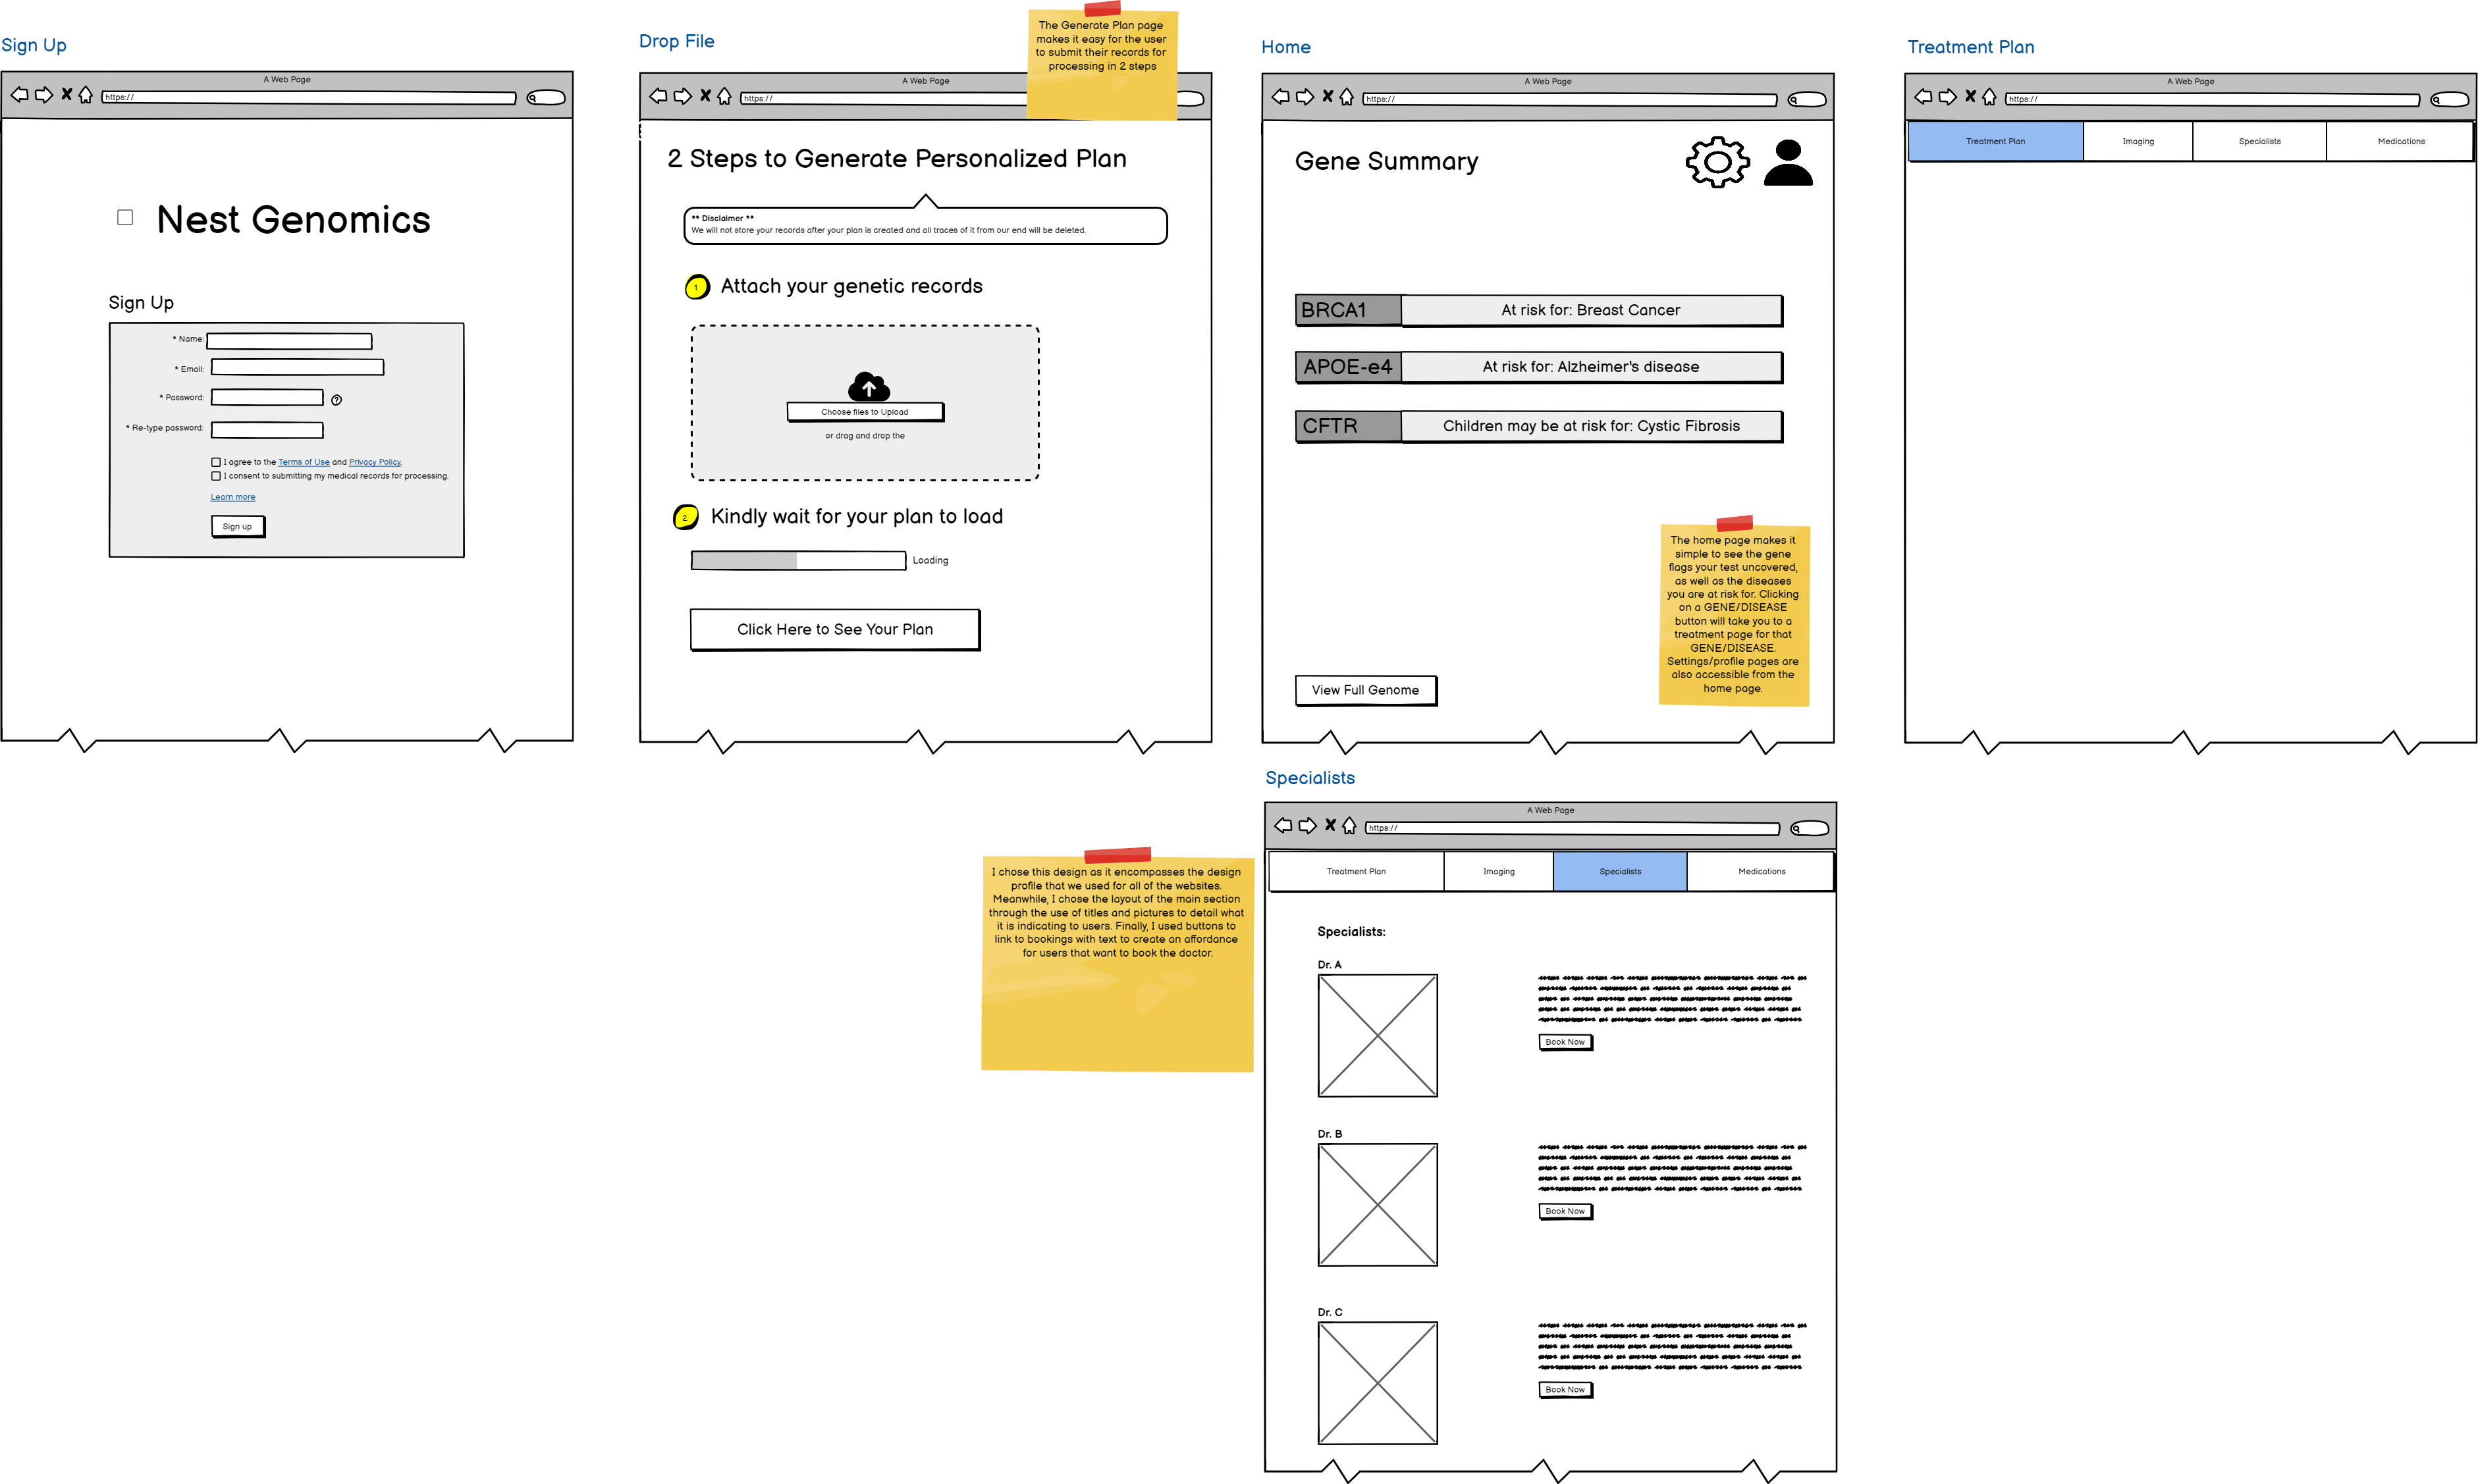 Sign Up
A Web Page
https://
Nest Genomics
Sign Up
* Name:
* Email:
* Password:
?
* Re-type password:
I agree to the Terms of Use and Privacy Policy.
I consent to submitting my medical records for processing.
Learn more
Sign up
Drop File
The Generate Plan page
makes it easy for the user
to submit their records for
processing in 2 steps
A Web Page
https://
2 Steps to Generate Personalized Plan
** Disclaimer **
We will not store your records after your plan is created and all traces of it from our end will be deleted.
1
Attach your genetic records
Choose files to Upload
or drag and drop the
2
Kindly wait for your plan to load
Loading
Click Here to See Your Plan
Home
A Web Page
https://
Gene Summary
BRCA1
At risk for: Breast Cancer
APOE-e4
At risk for: Alzheimer's disease
CFTR
Children may be at risk for: Cystic Fibrosis
The home page makes it
simple to see the gene
flags your test uncovered,
as well as the diseases
you are at risk for. Clicking
on a GENE/DISEASE
button will take you to a
treatment page for that
GENE/DISEASE.
Settings/profile pages are
also accessible from the
home page.
View Full Genome
Treatment Plan
A Web Page
https://
Treatment Plan
Imaging
Specialists
Medications
I chose this design as it encompasses the design
profile that we used for all of the websites.
Meanwhile, I chose the layout of the main section
through the use of titles and pictures to detail what
it is indicating to users. Finally, I used buttons to
link to bookings with text to create an affordance
for users that want to book the doctor.
Specialists
A Web Page
https://
Treatment Plan
Imaging
Specialists
Medications
Specialists:
Dr. A
Book Now
Dr. B
Book Now
Dr. C
Book Now